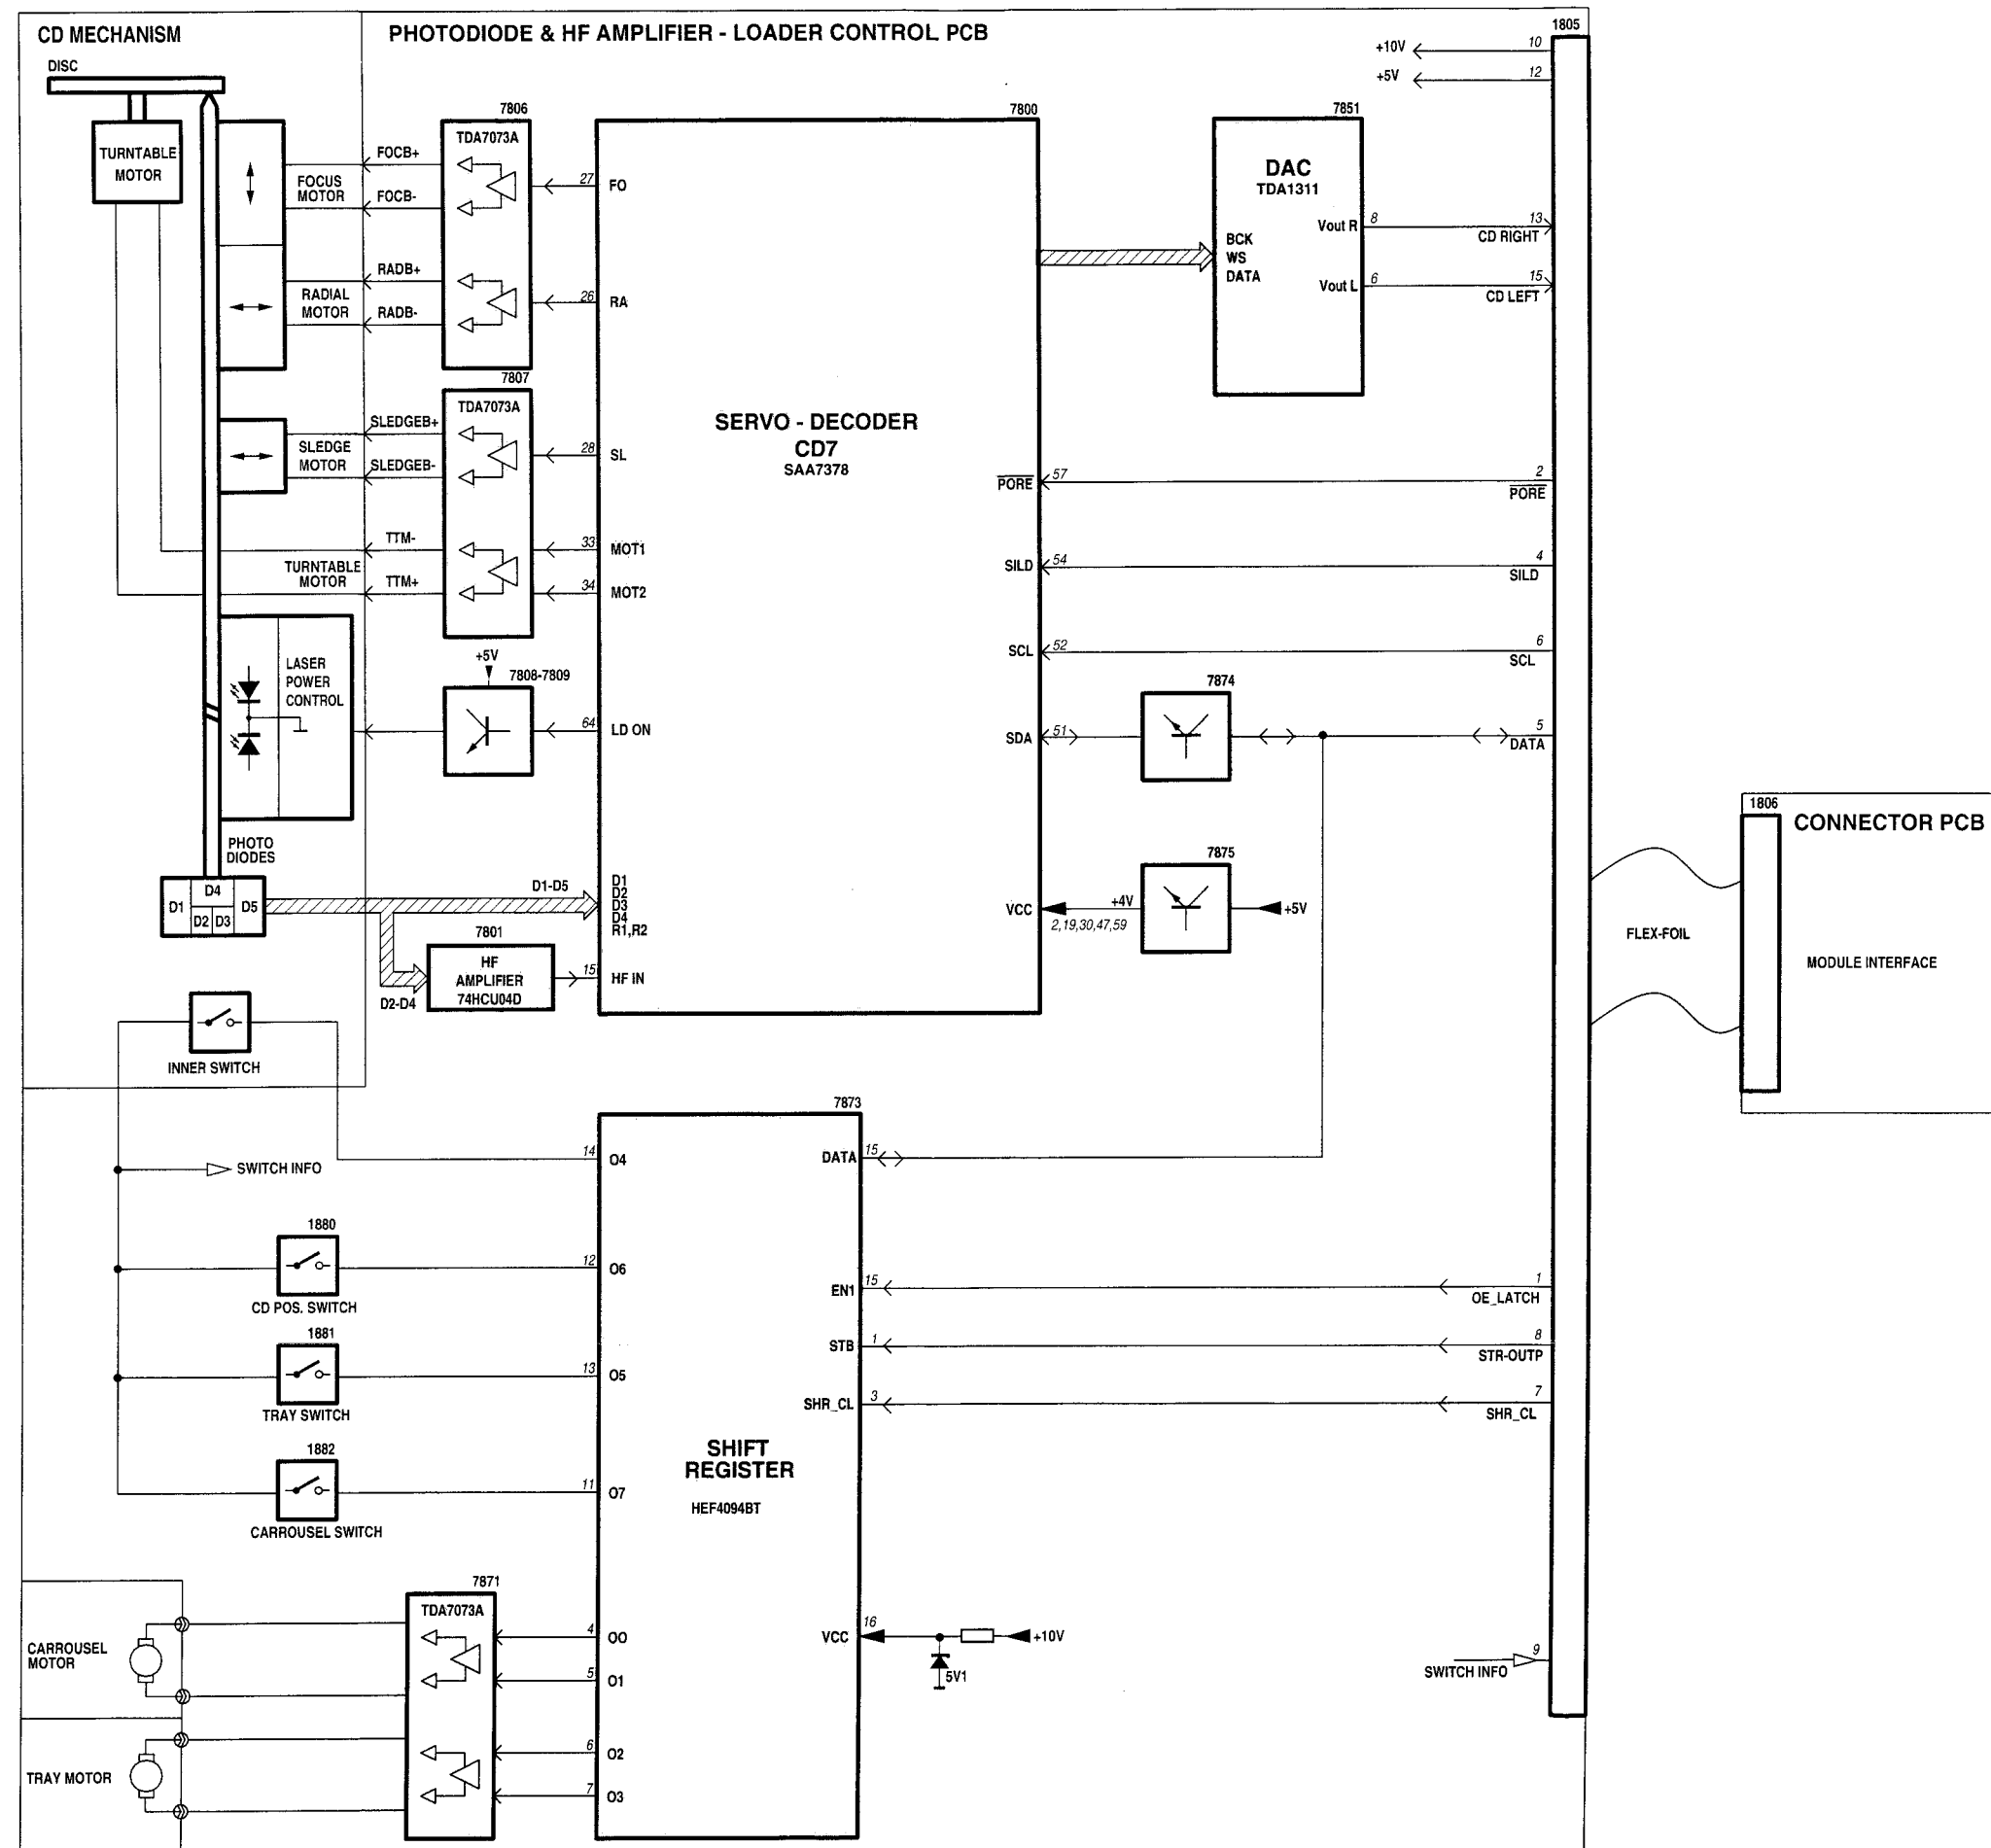 CD MECHANISM
PHOTODIODE & HF AMPLIFIER - LOADER CONTROL PCB
1805
+10V
10
+5V
12
DISC
TURNTABLE
MOTOR
7806
TDA7073A
FOCB+
FOCUS
MOTOR
FOCB-
RADB+
RADIAL
MOTOR
RADB-
7807
TDA7073A
SLEDGEB+
SLEDGE
MOTOR
SLEDGEB-
TTM-
TURNTABLE
MOTOR
TTM+
+5V
7808-7809
LASER
POWER
CONTROL
PHOTO
DIODES
D1
D4
D2
D3
D5
D1-D5
D2-D4
7801
HF
AMPLIFIER
74HCU04D
7800
27
FO
26
RA
28
SL
33
MOT1
34
MOT2
64
LD ON
D1
D2
D3
D4
R1,R2
15
HF IN
SERVO - DECODER
CD7
SAA7378
7851
DAC
TDA1311
BCK
WS
DATA
Vout R
8
13
CD RIGHT
Vout L
6
15
CD LEFT
PORE
57
2
PORE
SILD
54
4
SILD
SCL
52
6
SCL
7874
SDA
51
5
DATA
7875
VCC
+4V
2,19,30,47,59
+5V
1806
CONNECTOR PCB
FLEX-FOIL
MODULE INTERFACE
INNER SWITCH
SWITCH INFO
1880
CD POS. SWITCH
1881
TRAY SWITCH
1882
CARROUSEL SWITCH
7873
14
O4
12
O6
13
O5
11
O7
SHIFT
REGISTER
HEF4094BT
DATA
15
EN1
15
1
OE_LATCH
STB
1
8
STR-OUTP
SHR_CL
3
7
SHR_CL
VCC
16
+10V
5V1
9
SWITCH INFO
7871
TDA7073A
4
OO
5
O1
6
O2
7
O3
CARROUSEL
MOTOR
TRAY MOTOR